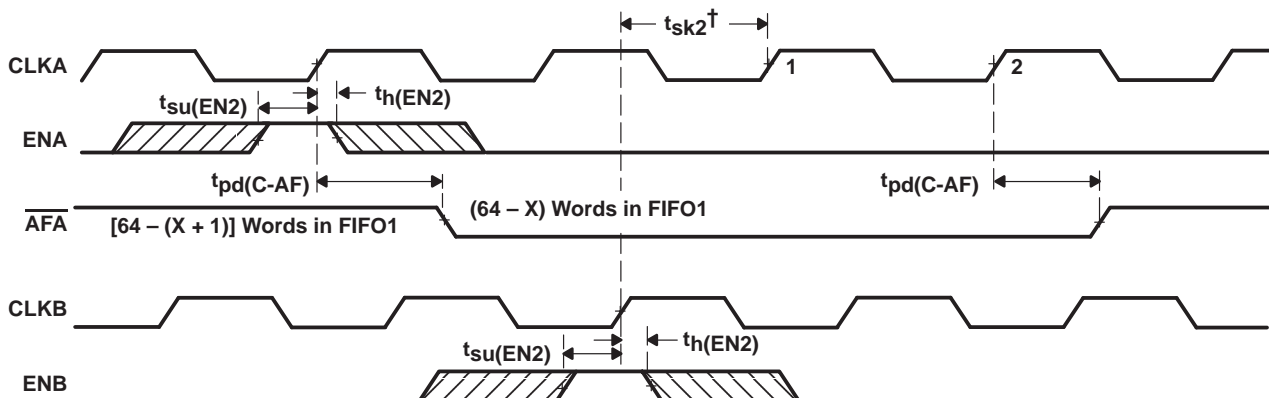 tsk2†
CLKA
1
2
tsu(EN2)
th(EN2)
ENA
tpd(C-AF)
tpd(C-AF)
AFA
[64 – (X + 1)] Words in FIFO1
(64 – X) Words in FIFO1
CLKB
tsu(EN2)
th(EN2)
ENB